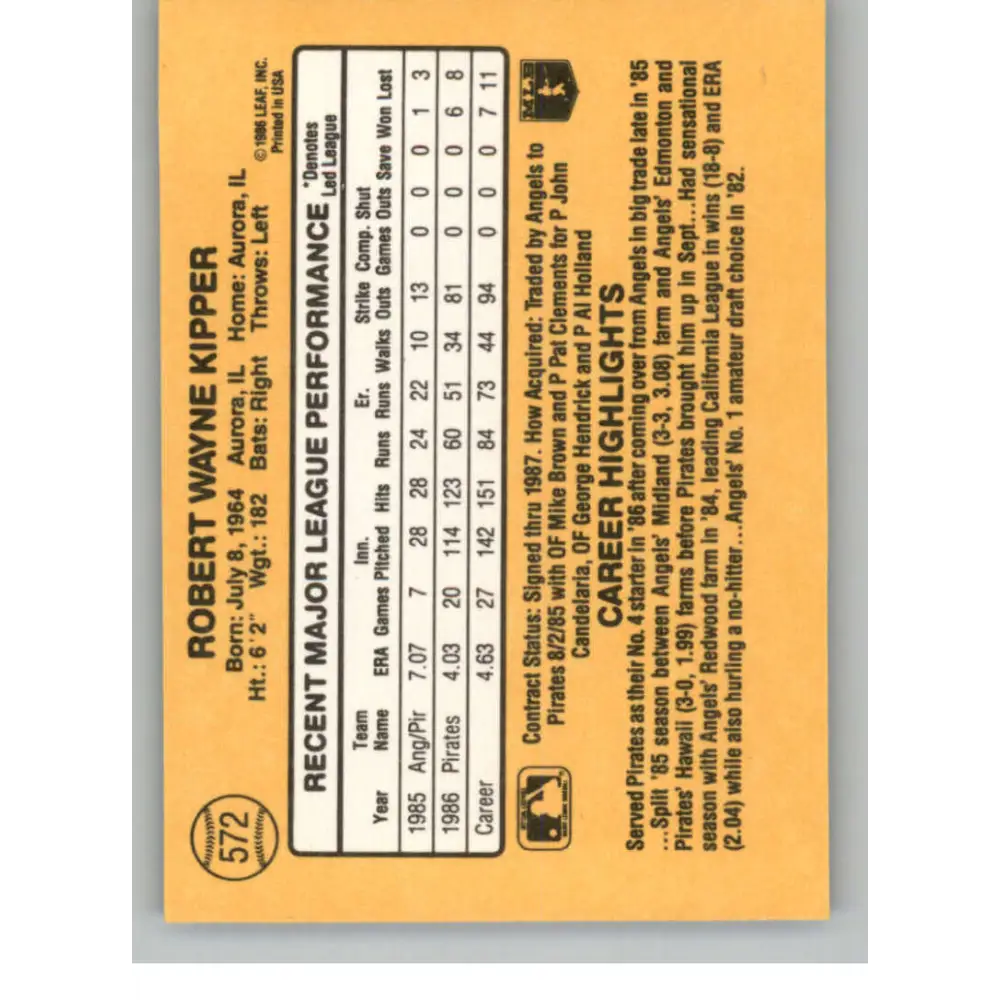 572
ROBERT WAYNE KIPPER
Born: July 8, 1964 Aurora, IL Home: Aurora, IL
Ht.: 6'2" Wgt.: 182 Bats: Right Throws: Left
©1986 LEAF, INC.
Printed in USA
RECENT MAJOR LEAGUE PERFORMANCE *Denotes Led League
Year Team Name ERA Games Inn. Pitched Hits Runs Er. Runs Walks Strike Outs Comp. Games Shut Outs Save Won Lost
1985 Ang/Pir 7.07 7 28 28 24 22 10 13 0 0 0 1 3
1986 Pirates 4.03 20 114 123 60 51 34 81 0 0 0 6 8
Career 4.63 27 142 151 84 73 44 94 0 0 0 7 11
Contract Status: Signed thru 1987. How Acquired: Traded by Angels to
Pirates 8/2/85 with OF Mike Brown and P Pat Clements for P John
Candelaria, OF George Hendrick and P Al Holland
MLB
CAREER HIGHLIGHTS
Served Pirates as their No. 4 starter in '86 after coming over from Angels in big trade late in '85
...Split '85 season between Angels' Midland (3-3, 3.08) farm and Angels' Edmonton and
Pirates' Hawaii (3-0, 1.99) farms before Pirates brought him up in Sept...Had sensational
season with Angels' Redwood farm in '84, leading California League in wins (18-8) and ERA
(2.04) while also hurling a no-hitter...Angels' No. 1 amateur draft choice in '82.